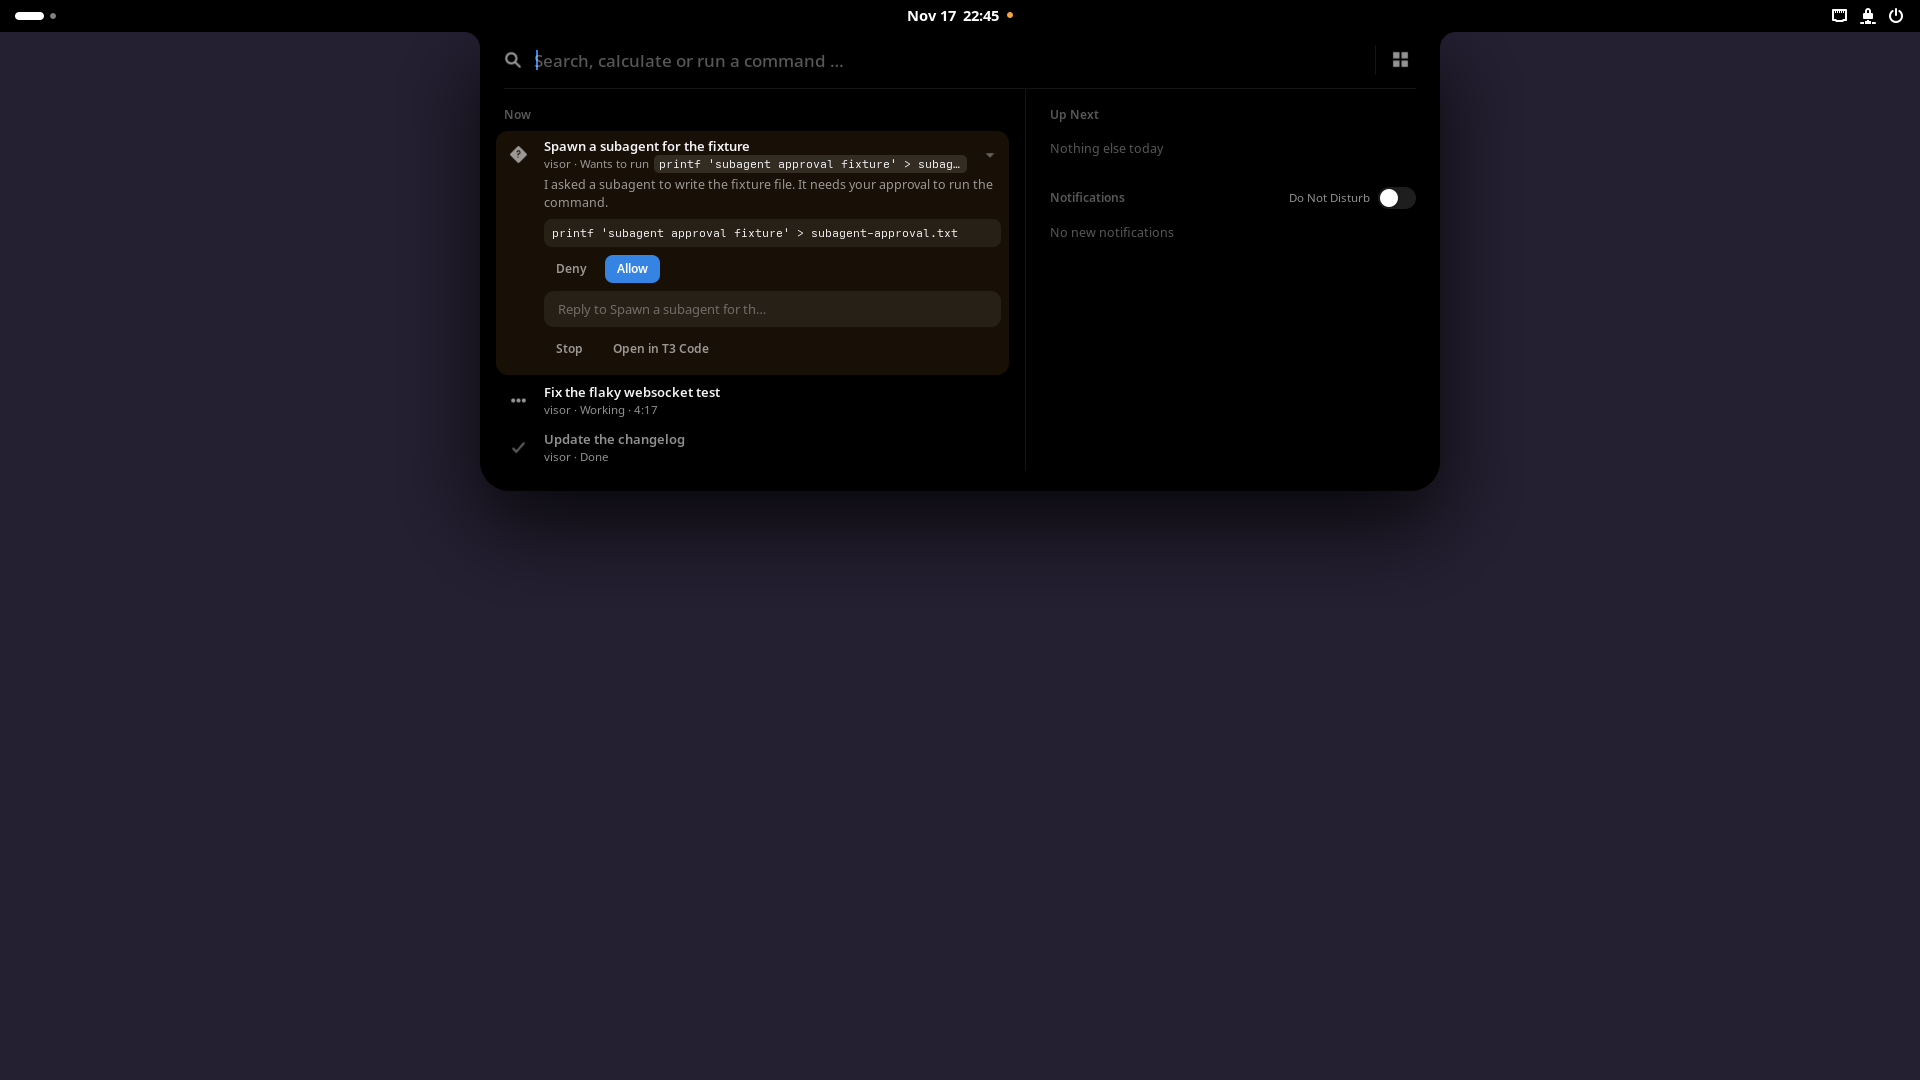 Nov 17 22:45
Search, calculate or run a command ...
Now
Spawn a subagent for the fixture
visor · Wants to run printf 'subagent approval fixture' > subag…
I asked a subagent to write the fixture file. It needs your approval to run the
command.
printf 'subagent approval fixture' > subagent-approval.txt
Deny Allow
Reply to Spawn a subagent for th…
Stop Open in T3 Code
Fix the flaky websocket test
visor · Working · 4:17
Update the changelog
visor · Done
Up Next
Nothing else today
Notifications Do Not Disturb
No new notifications